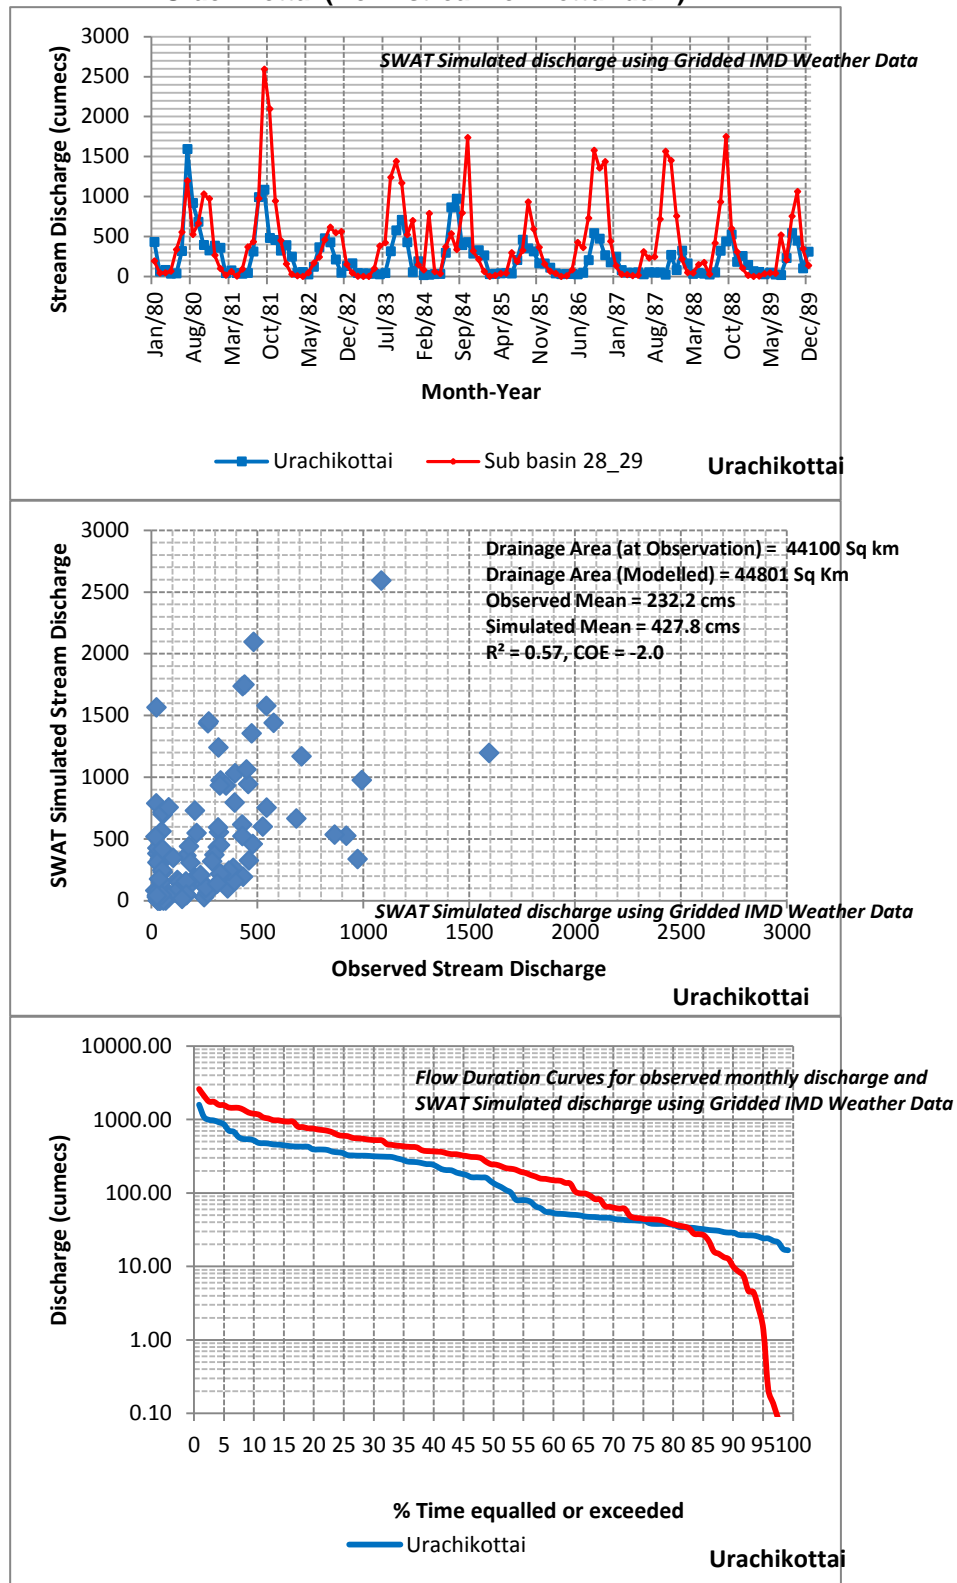 3000
SWAT Simulated discharge using Gridded IMD Weather Data
2500
2000
1500
1000
500
0
Stream Discharge (cumecs)
Jan/80 Aug/80 Mar/81 Oct/81 May/82 Dec/82 Jul/83 Feb/84 Sep/84 Apr/85 Nov/85 Jun/86 Jan/87 Aug/87 Mar/88 Oct/88 May/89 Dec/89
Month-Year
Urachikottai Sub basin 28_29
Urachikottai
3000
2500
2000
1500
1000
500
0
SWAT Simulated Stream Discharge
Drainage Area (at Observation) = 44100 Sq km
Drainage Area (Modelled) = 44801 Sq Km
Observed Mean = 232.2 cms
Simulated Mean = 427.8 cms
R² = 0.57, COE = -2.0
SWAT Simulated discharge using Gridded IMD Weather Data
0 500 1000 1500 2000 2500 3000
Observed Stream Discharge
Urachikottai
10000.00
1000.00
100.00
10.00
1.00
0.10
Discharge (cumecs)
Flow Duration Curves for observed monthly discharge and
SWAT Simulated discharge using Gridded IMD Weather Data
0 5 10 15 20 25 30 35 40 45 50 55 60 65 70 75 80 85 90 95 100
% Time equalled or exceeded
Urachikottai
Urachikottai